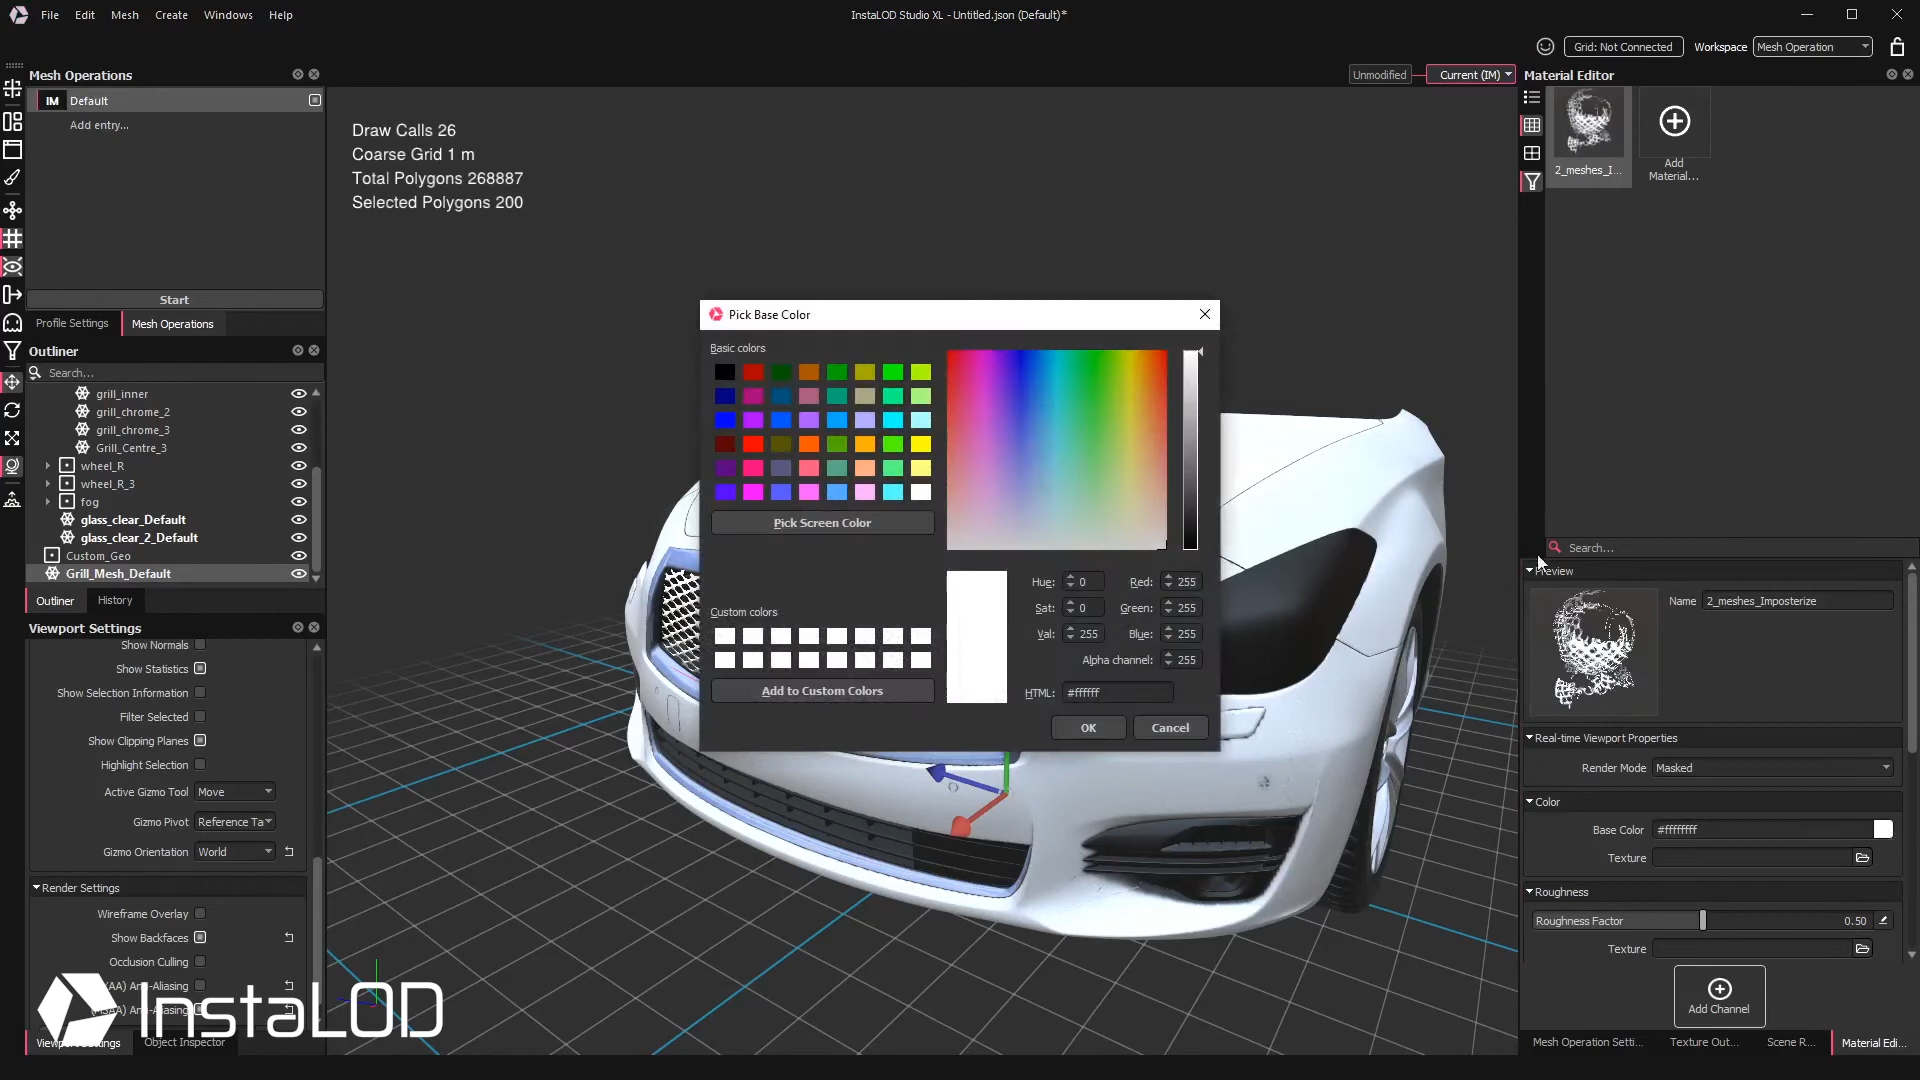 File Edit Mesh Create Windows Help
InstaLOD Studio XL - Untitled.json (Default)*
Grid: Not Connected
Workspace
Mesh Operation
Mesh Operations
IM Default
Add entry...
Start
Profile Settings Mesh Operations
Outliner
Search...
grill_inner
grill_chrome_2
grill_chrome_3
Grill_Centre_3
wheel_R
wheel_R_3
fog
glass_clear_Default
glass_clear_2_Default
Custom_Geo
Grill_Mesh_Default
Outliner History
Viewport Settings
Show Normals
Show Statistics
Show Selection Information
Filter Selected
Show Clipping Planes
Highlight Selection
Active Gizmo Tool Move
Gizmo Pivot Reference Ta
Gizmo Orientation World
Render Settings
Wireframe Overlay
Show Backfaces
Occlusion Culling
AA) Anti-Aliasing
InstaLOD
Object Inspector
Unmodified Current (IM)
Draw Calls 26
Coarse Grid 1 m
Total Polygons 268887
Selected Polygons 200
Pick Base Color
Basic colors
Pick Screen Color
Custom colors
Add to Custom Colors
Hue: 0 Red: 255
Sat: 0 Green: 255
Val: 255 Blue: 255
Alpha channel: 255
HTML: #ffffff
OK Cancel
Material Editor
2_meshes_I...
Add
Material...
Search...
Preview
Name 2_meshes_Imposterize
Real-time Viewport Properties
Render Mode Masked
Color
Base Color #ffffffff
Texture
Roughness
Roughness Factor 0.50
Texture
Add Channel
Mesh Operation Setti... Texture Out... Scene R... Material Edi...